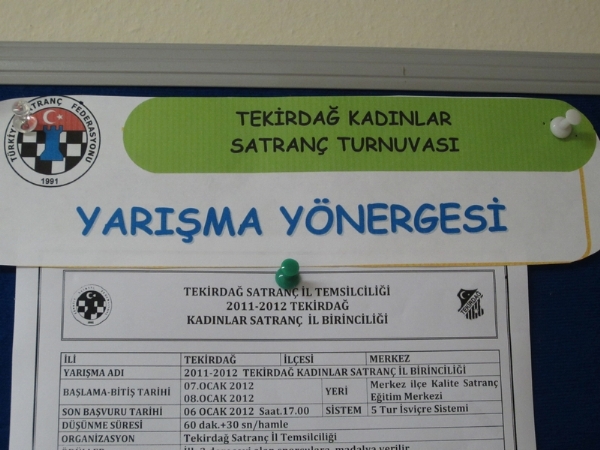 TÜRKİYE SATRANÇ FEDERASYONU
1991
TEKİRDAĞ KADINLAR
SATRANÇ TURNUVASI
YARIŞMA YÖNERGESİ
TEKİRDAĞ SATRANÇ İL TEMSİLCİLİĞİ
2011-2012 TEKİRDAĞ
KADINLAR SATRANÇ İL BİRİNCİLİĞİ
TEKİRDAĞ
İLİ TEKİRDAĞ İLÇESİ MERKEZ
YARIŞMA ADI 2011-2012 TEKİRDAĞ KADINLAR SATRANÇ İL BİRİNCİLİĞİ
BAŞLAMA-BİTİŞ TARİHİ 07.OCAK 2012
08.OCAK 2012
YERİ Merkez ilçe Kalite Satranç
Eğitim Merkezi
SON BAŞVURU TARİHİ 06 OCAK 2012 Saat.17.00 SİSTEM 5 Tur İsviçre Sistemi
DÜŞÜNME SÜRESİ 60 dak.+30 sn/hamle
ORGANİZASYON Tekirdağ Satranç İl Temsilciliği